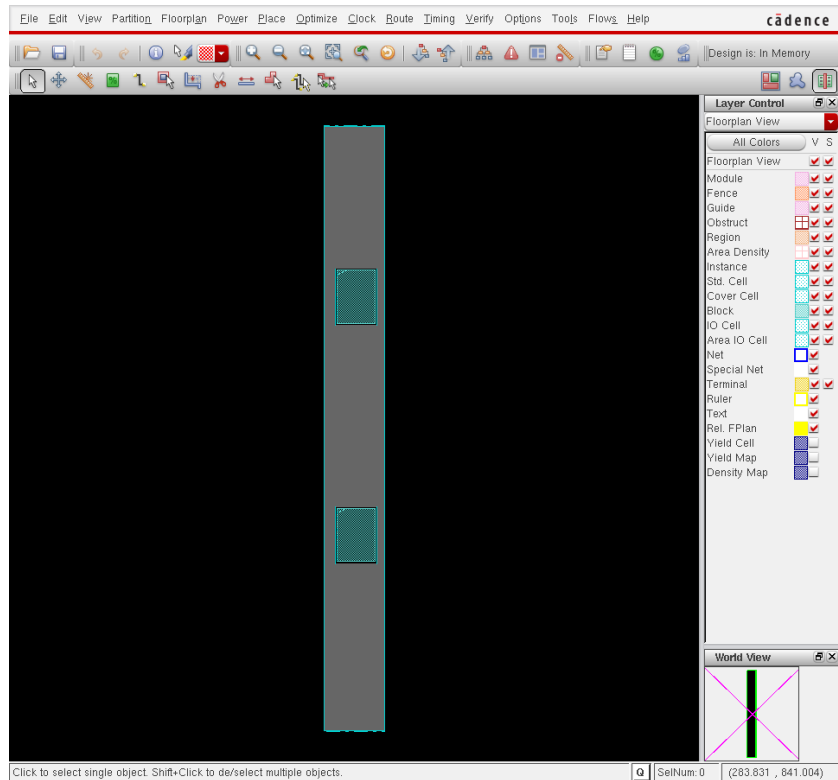 File Edit View Partition Floorplan Power Place Optimize Clock Route Timing Verify Options Tools Flows Help cādence
Design is: In Memory
Layer Control
Floorplan View
All Colors V S
Floorplan View
Module
Fence
Guide
Obstruct
Region
Area Density
Instance
Std. Cell
Cover Cell
Block
IO Cell
Area IO Cell
Net
Special Net
Terminal
Ruler
Text
Rel. FPlan
Yield Cell
Yield Map
Density Map
World View
Click to select single object. Shift+Click to de/select multiple objects. Q SelNum: 0 (283.831 , 841.004)